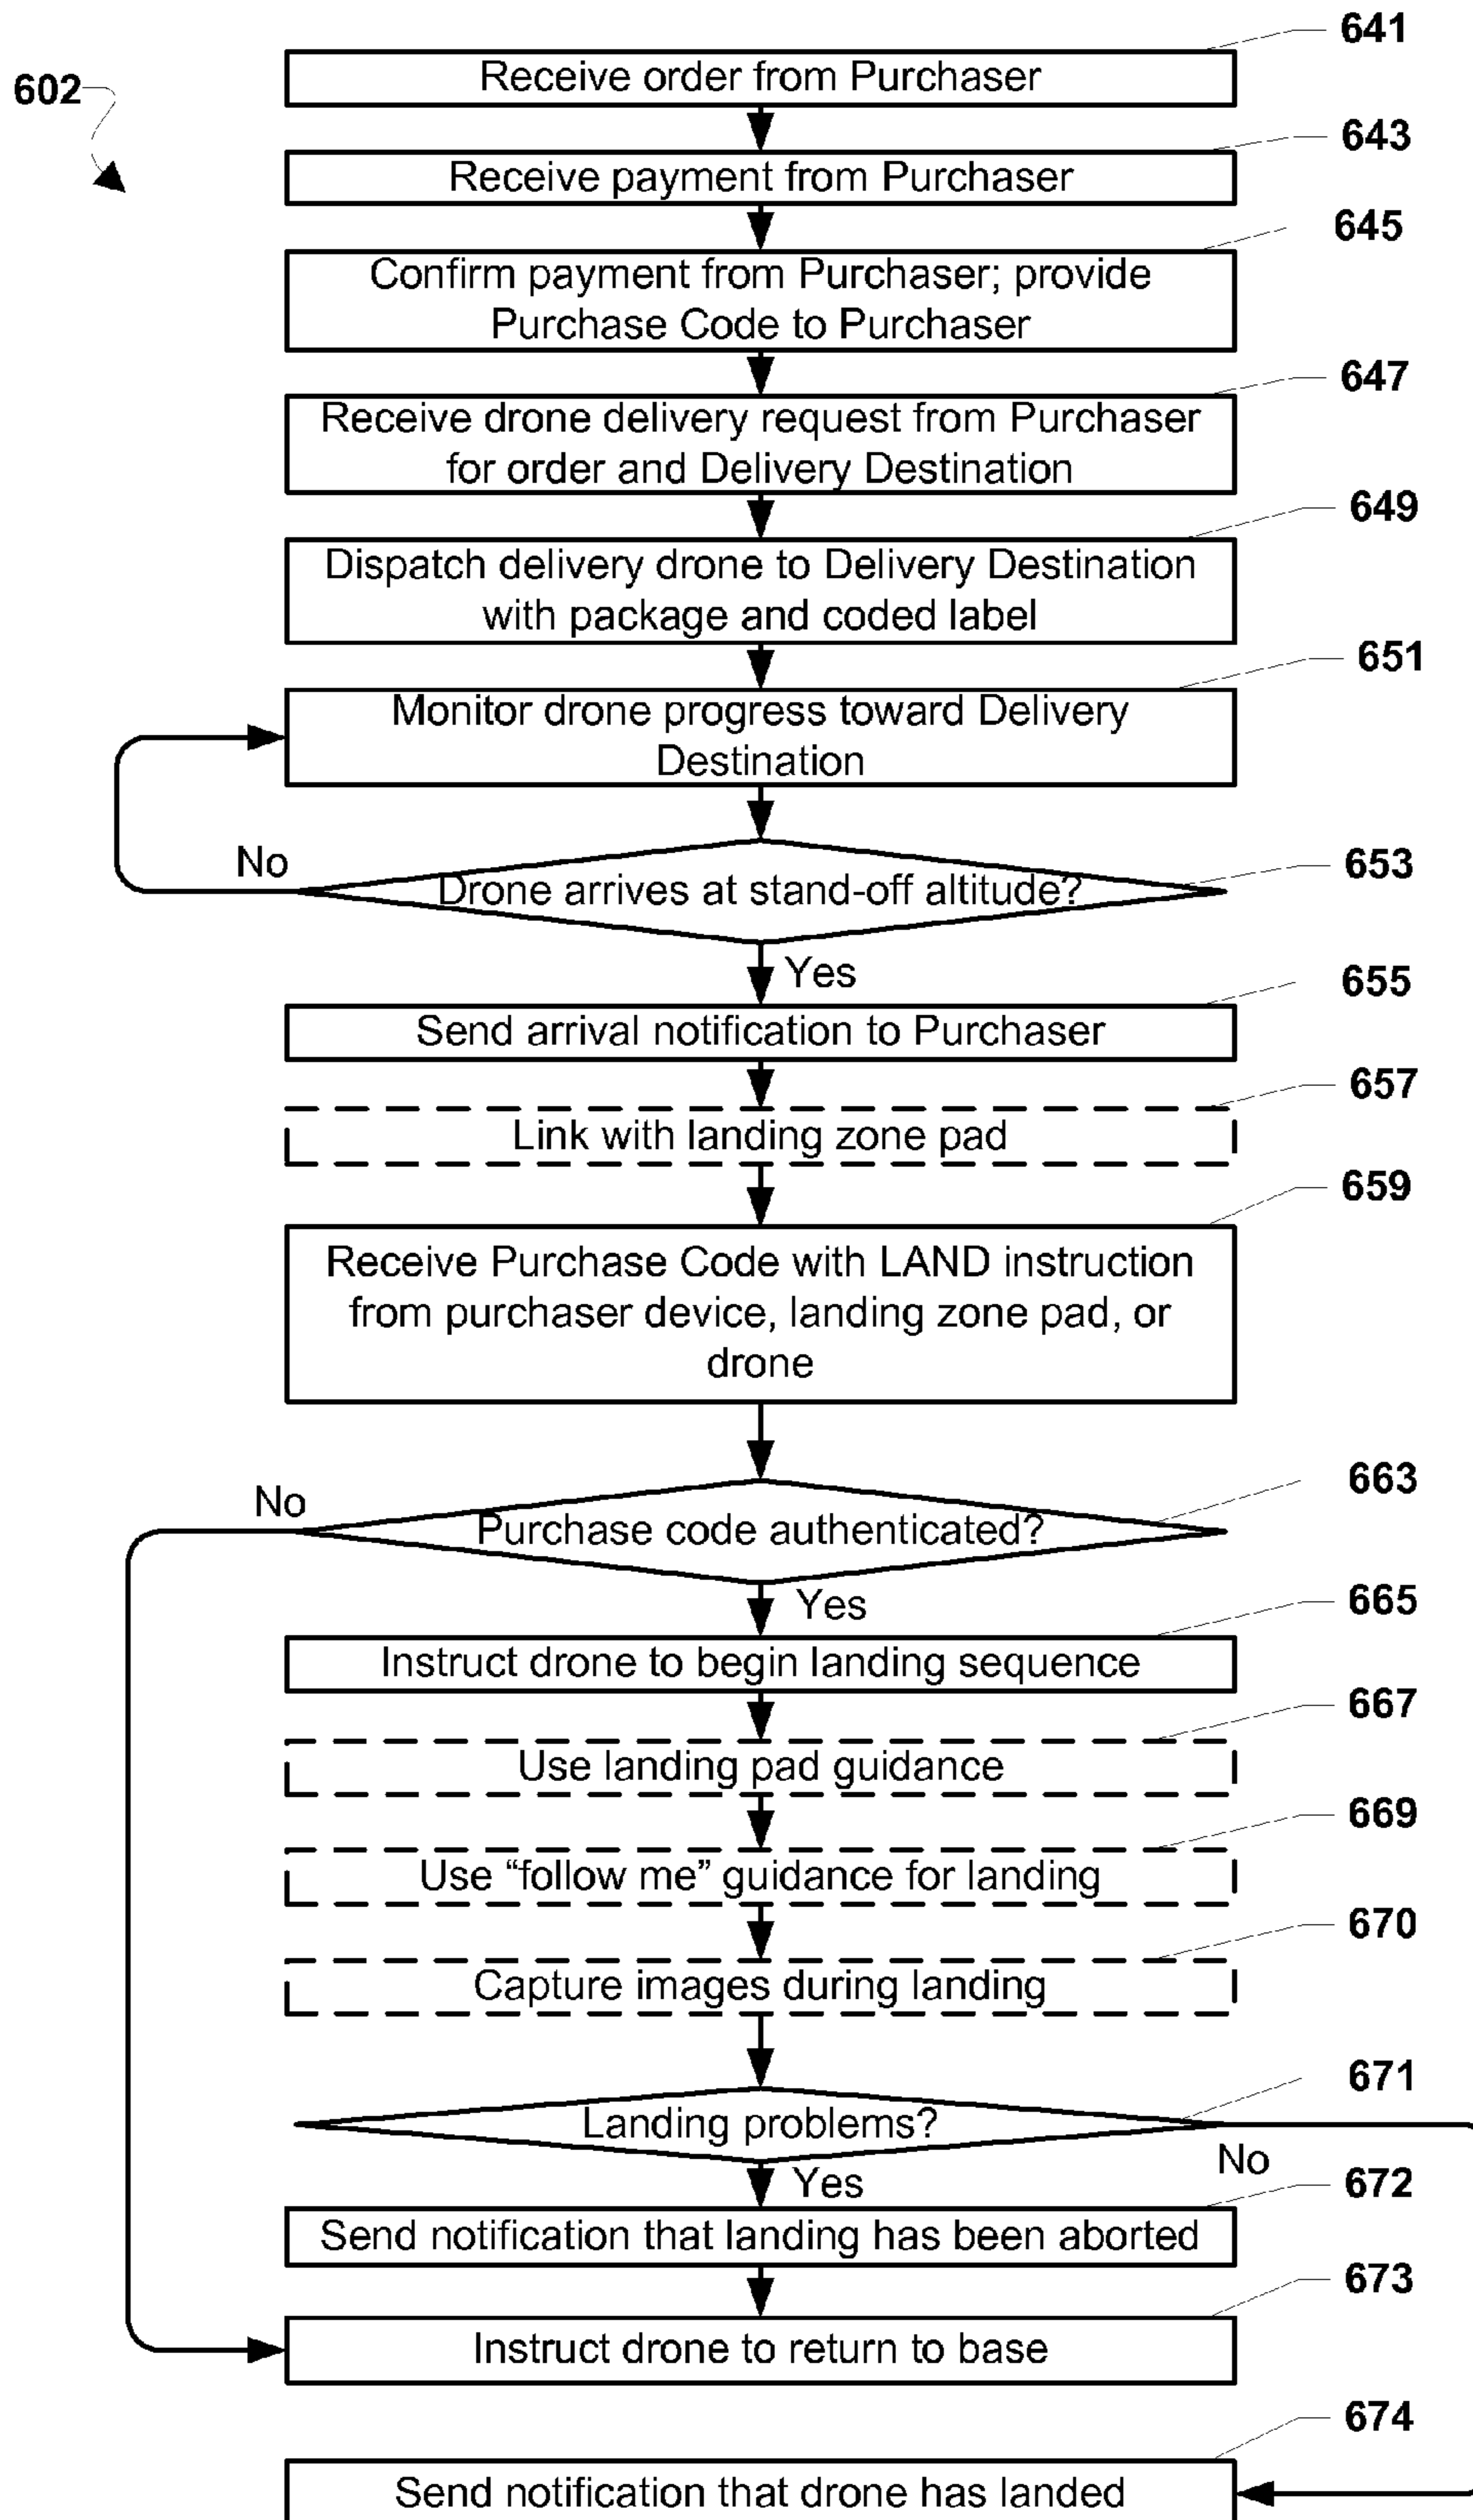 641
602
Receive order from Purchaser
643
Receive payment from Purchaser
645
Confirm payment from Purchaser; provide
Purchase Code to Purchaser
647
Receive drone delivery request from Purchaser
for order and Delivery Destination
649
Dispatch delivery drone to Delivery Destination
with package and coded label
651
Monitor drone progress toward Delivery
Destination
No
653
Drone arrives at stand-off altitude?
Yes
655
Send arrival notification to Purchaser
657
Link with landing zone pad
659
Receive Purchase Code with LAND instruction
from purchaser device, landing zone pad, or
drone
663
No
Purchase code authenticated?
Yes
665
Instruct drone to begin landing sequence
667
Use landing pad guidance
669
Use “follow me” guidance for landing
670
Capture images during landing
671
Landing problems?
No
Yes
672
Send notification that landing has been aborted
673
Instruct drone to return to base
674
Send notification that drone has landed